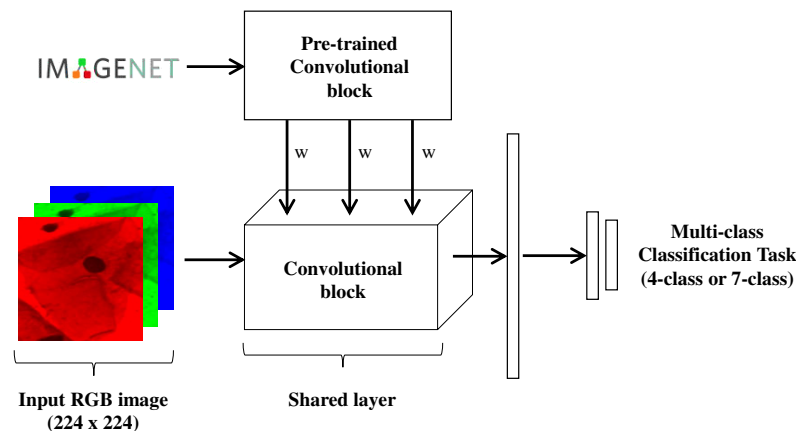 Pre-trained
Convolutional
block
IMAGENET
w
w
w
Convolutional
block
Multi-class
Classification Task
(4-class or 7-class)
Input RGB image
(224 x 224)
Shared layer